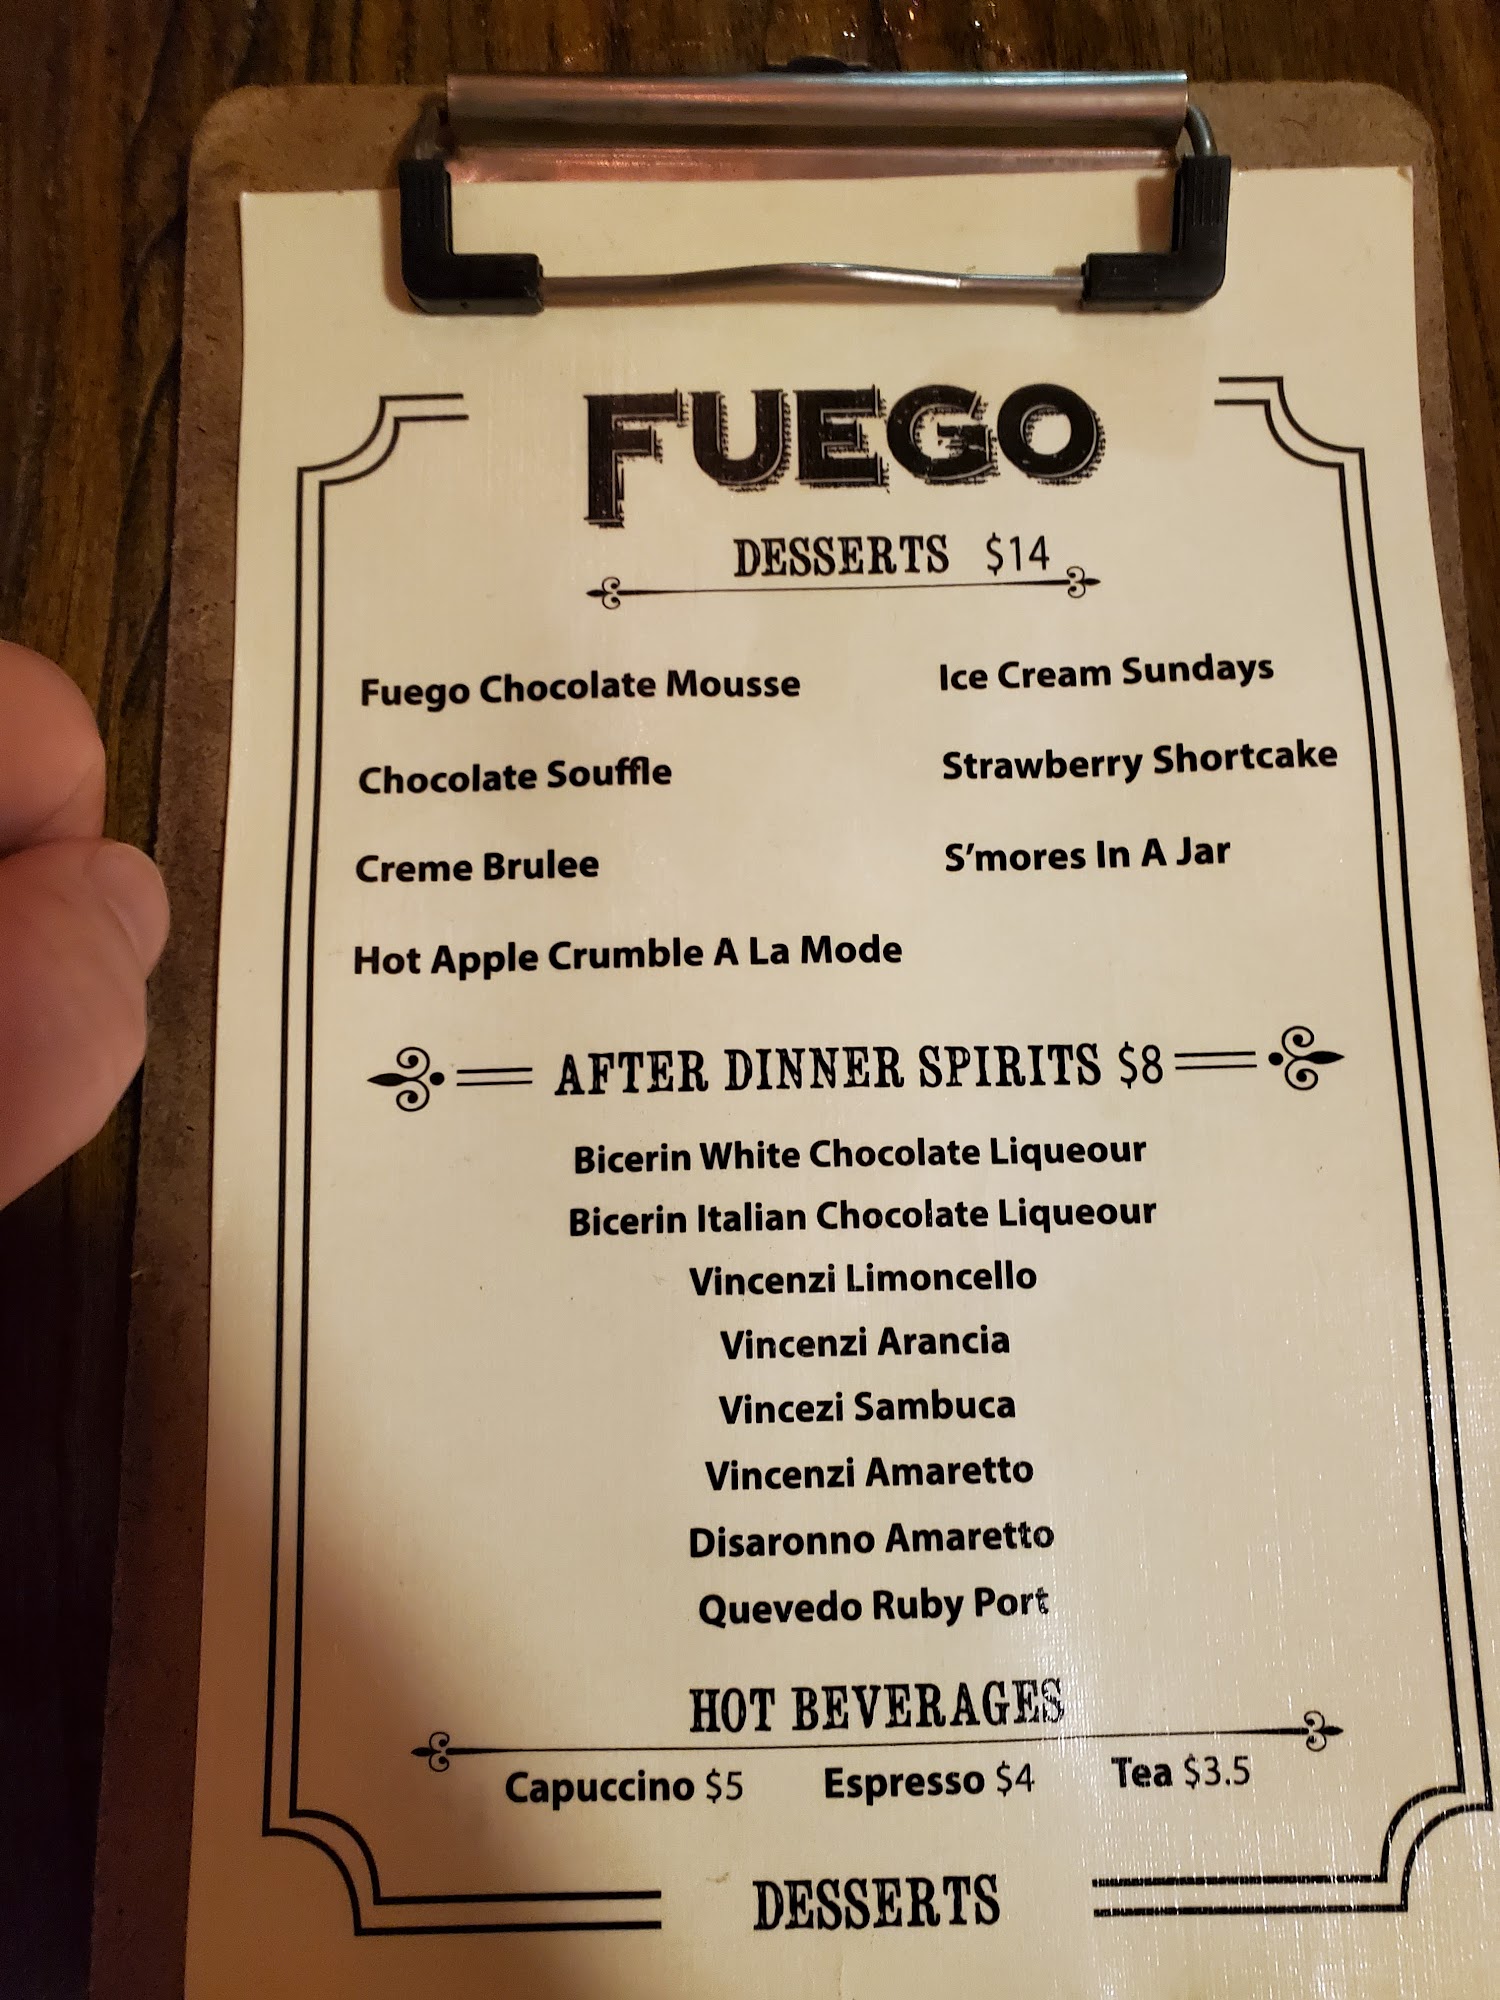 FUEGO
DESSERTS $14
Fuego Chocolate Mousse
Ice Cream Sundays
Chocolate Souffle
Strawberry Shortcake
Creme Brulee
S'mores In A Jar
Hot Apple Crumble A La Mode
AFTER DINNER SPIRITS $8
Bicerin White Chocolate Liqueour
Bicerin Italian Chocolate Liqueour
Vincenzi Limoncello
Vincenzi Arancia
Vincezi Sambuca
Vincenzi Amaretto
Disaronno Amaretto
Quevedo Ruby Port
HOT BEVERAGES
Capuccino $5 Espresso $4 Tea $3.5
DESSERTS